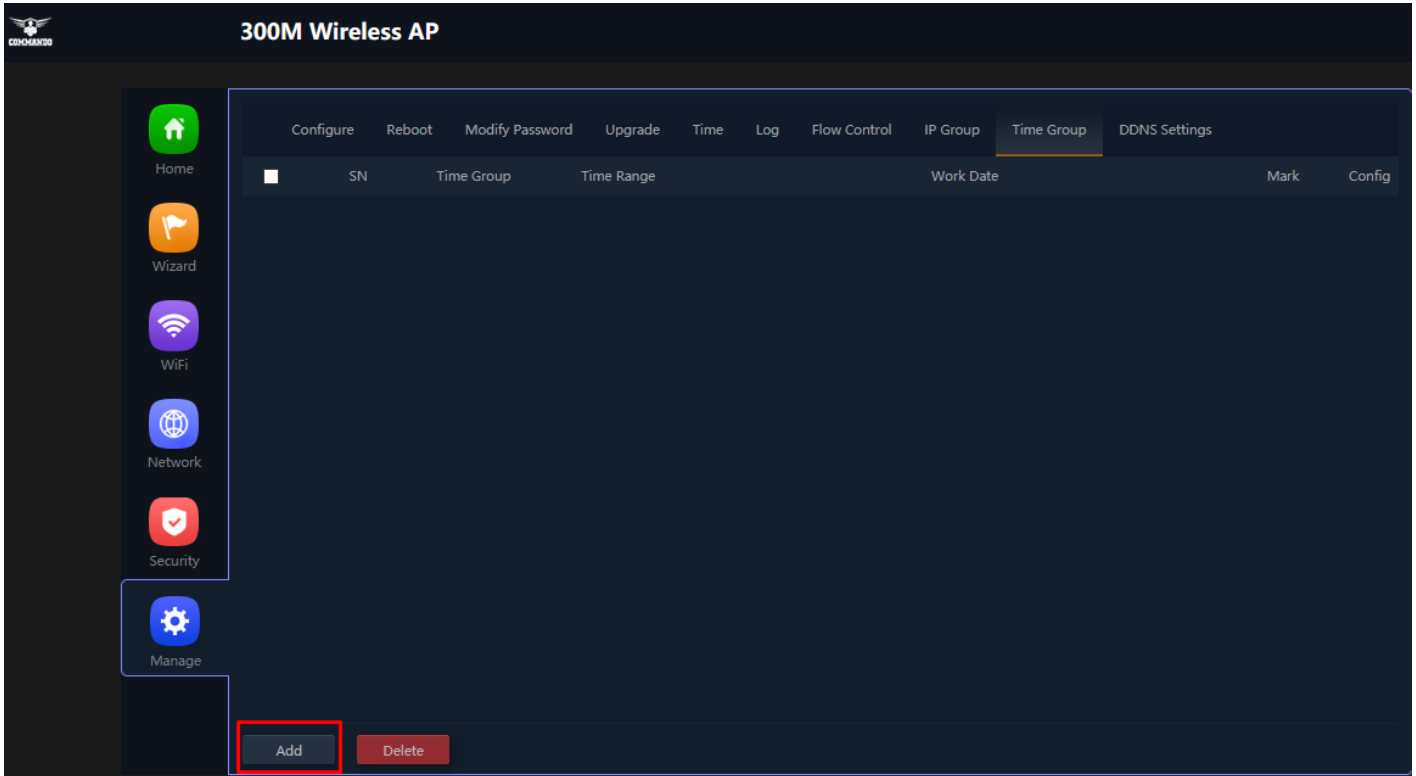 COMMANDO
300M Wireless AP
Configure Reboot Modify Password Upgrade Time Log Flow Control IP Group Time Group DDNS Settings
SN Time Group Time Range Work Date Mark Config
Home
Wizard
WiFi
Network
Security
Manage
Add Delete